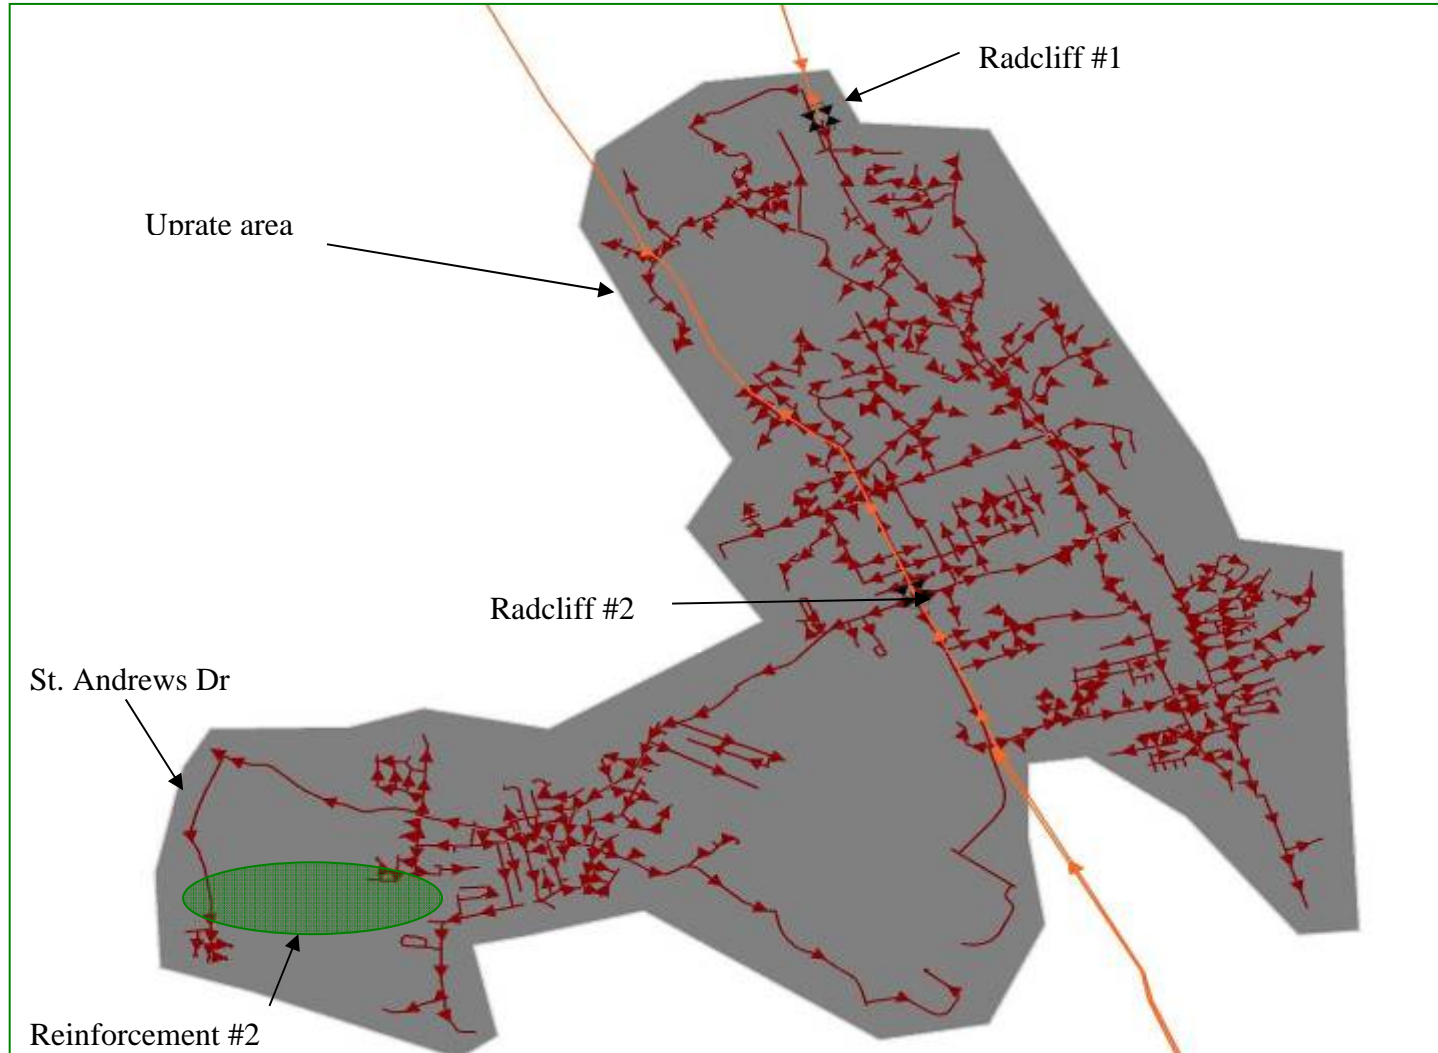 Radcliff #1
Uprate area
Radcliff #2
St. Andrews Dr
Reinforcement #2